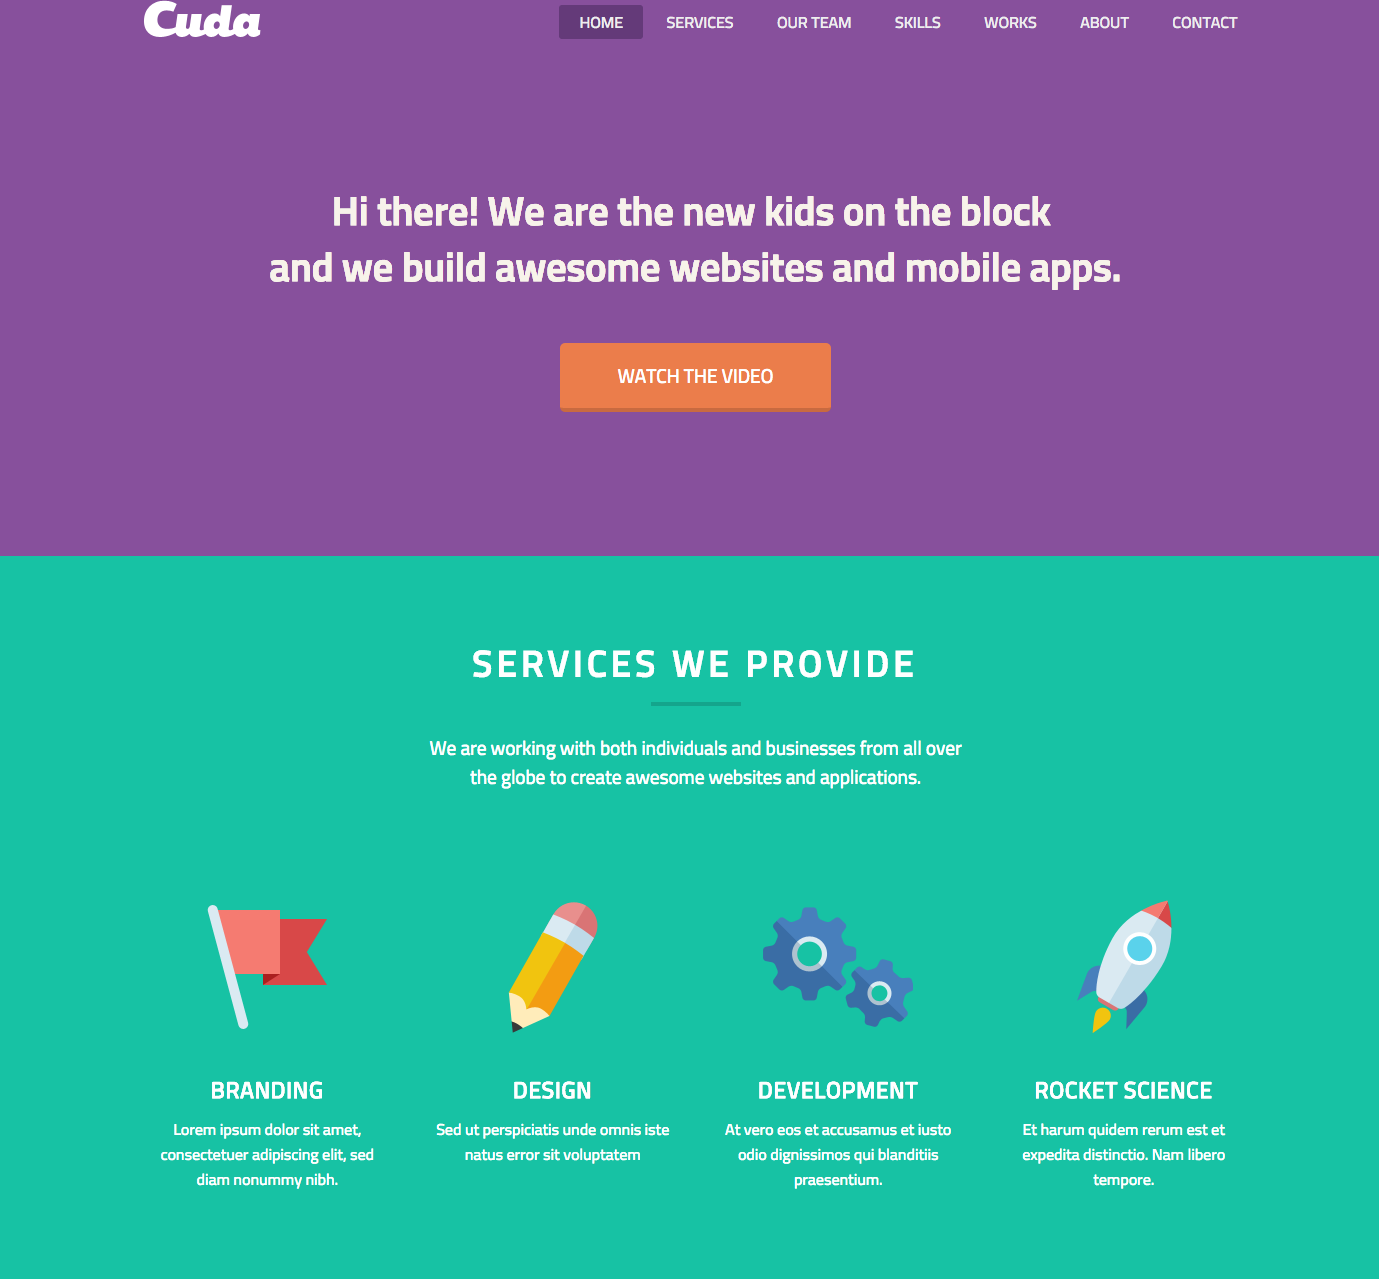 Cuda
HOME SERVICES OUR TEAM SKILLS WORKS ABOUT CONTACT
Hi there! We are the new kids on the block
and we build awesome websites and mobile apps.
WATCH THE VIDEO
SERVICES WE PROVIDE
We are working with both individuals and businesses from all over
the globe to create awesome websites and applications.
BRANDING
Lorem ipsum dolor sit amet,
consectetuer adipiscing elit, sed
diam nonummy nibh.
DESIGN
Sed ut perspiciatis unde omnis iste
natus error sit voluptatem
DEVELOPMENT
At vero eos et accusamus et iusto
odio dignissimos qui blanditiis
praesentium.
ROCKET SCIENCE
Et harum quidem rerum est et
expedita distinctio. Nam libero
tempore.